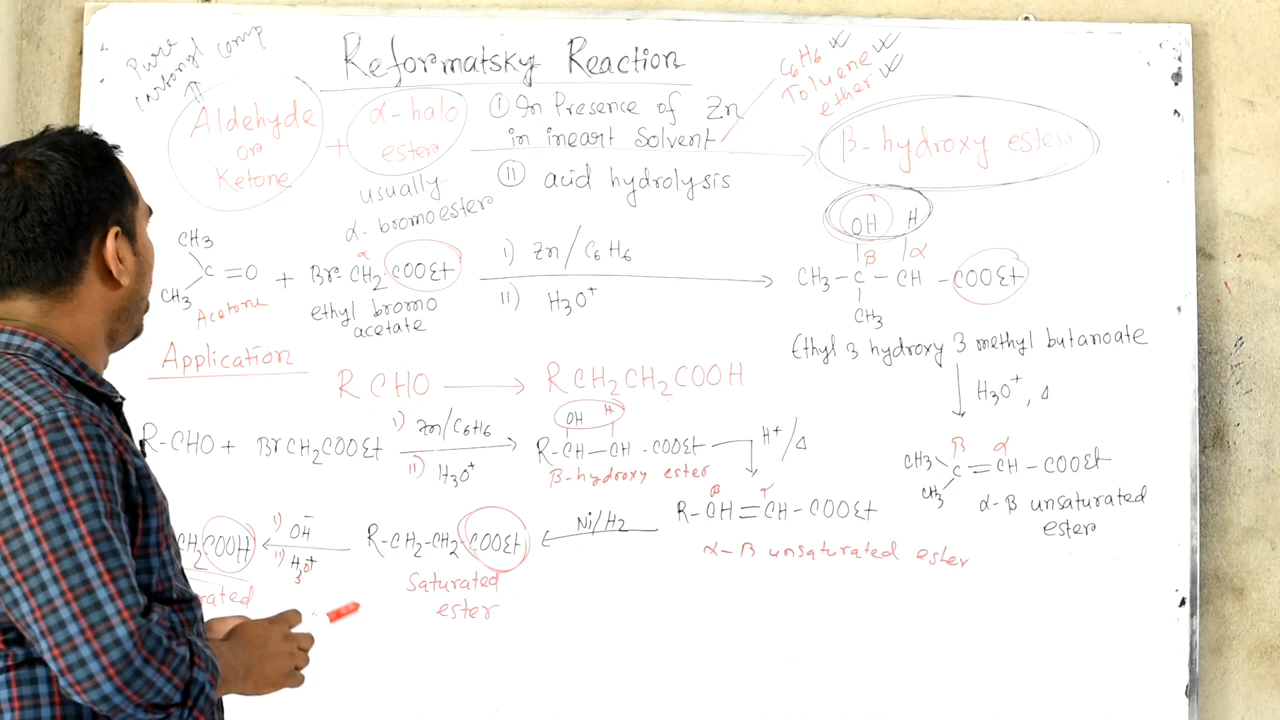 Reformatsky Reaction
Pure
carbonyl comp
C6H6
Toluene
ether
Aldehyde
or
Ketone
+
α-halo
ester
usually
α-bromoester
① In Presence of Zn
in ineart Solvent
② acid hydrolysis
β-hydroxy ester
CH3
C=O
CH3
Acetone
+
α
Br-CH2-COOEt
ethyl bromo
acetate
i) Zn/C6H6
ii) H3O+
OH H
β α
CH3-C-CH-COOEt
CH3
Ethyl 3 hydroxy 3 methyl butanoate
H3O+, Δ
β α
CH3
C=CH-COOEt
CH3
α-β unsaturated
ester
Application
RCHO → RCH2CH2COOH
R-CHO + BrCH2COOEt
i) Zn/C6H6
ii) H3O+
OH H
R-CH-CH-COOEt
β-hydroxy ester
H+/Δ
β α
R-CH=CH-COOEt
α-β unsaturated ester
Ni/H2
R-CH2-CH2-COOEt
Saturated
ester
i) OH-
ii) H3O+
CH2COOH